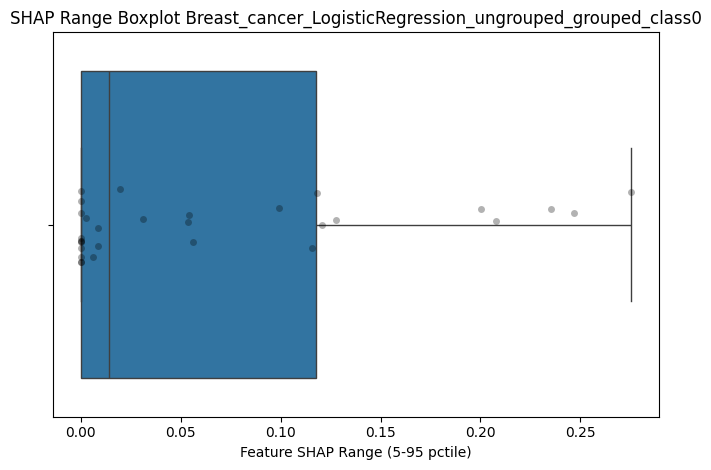 SHAP Range Boxplot Breast_cancer_LogisticRegression_ungrouped_grouped_class0
0.00 0.05 0.10 0.15 0.20 0.25
Feature SHAP Range (5-95 pctile)